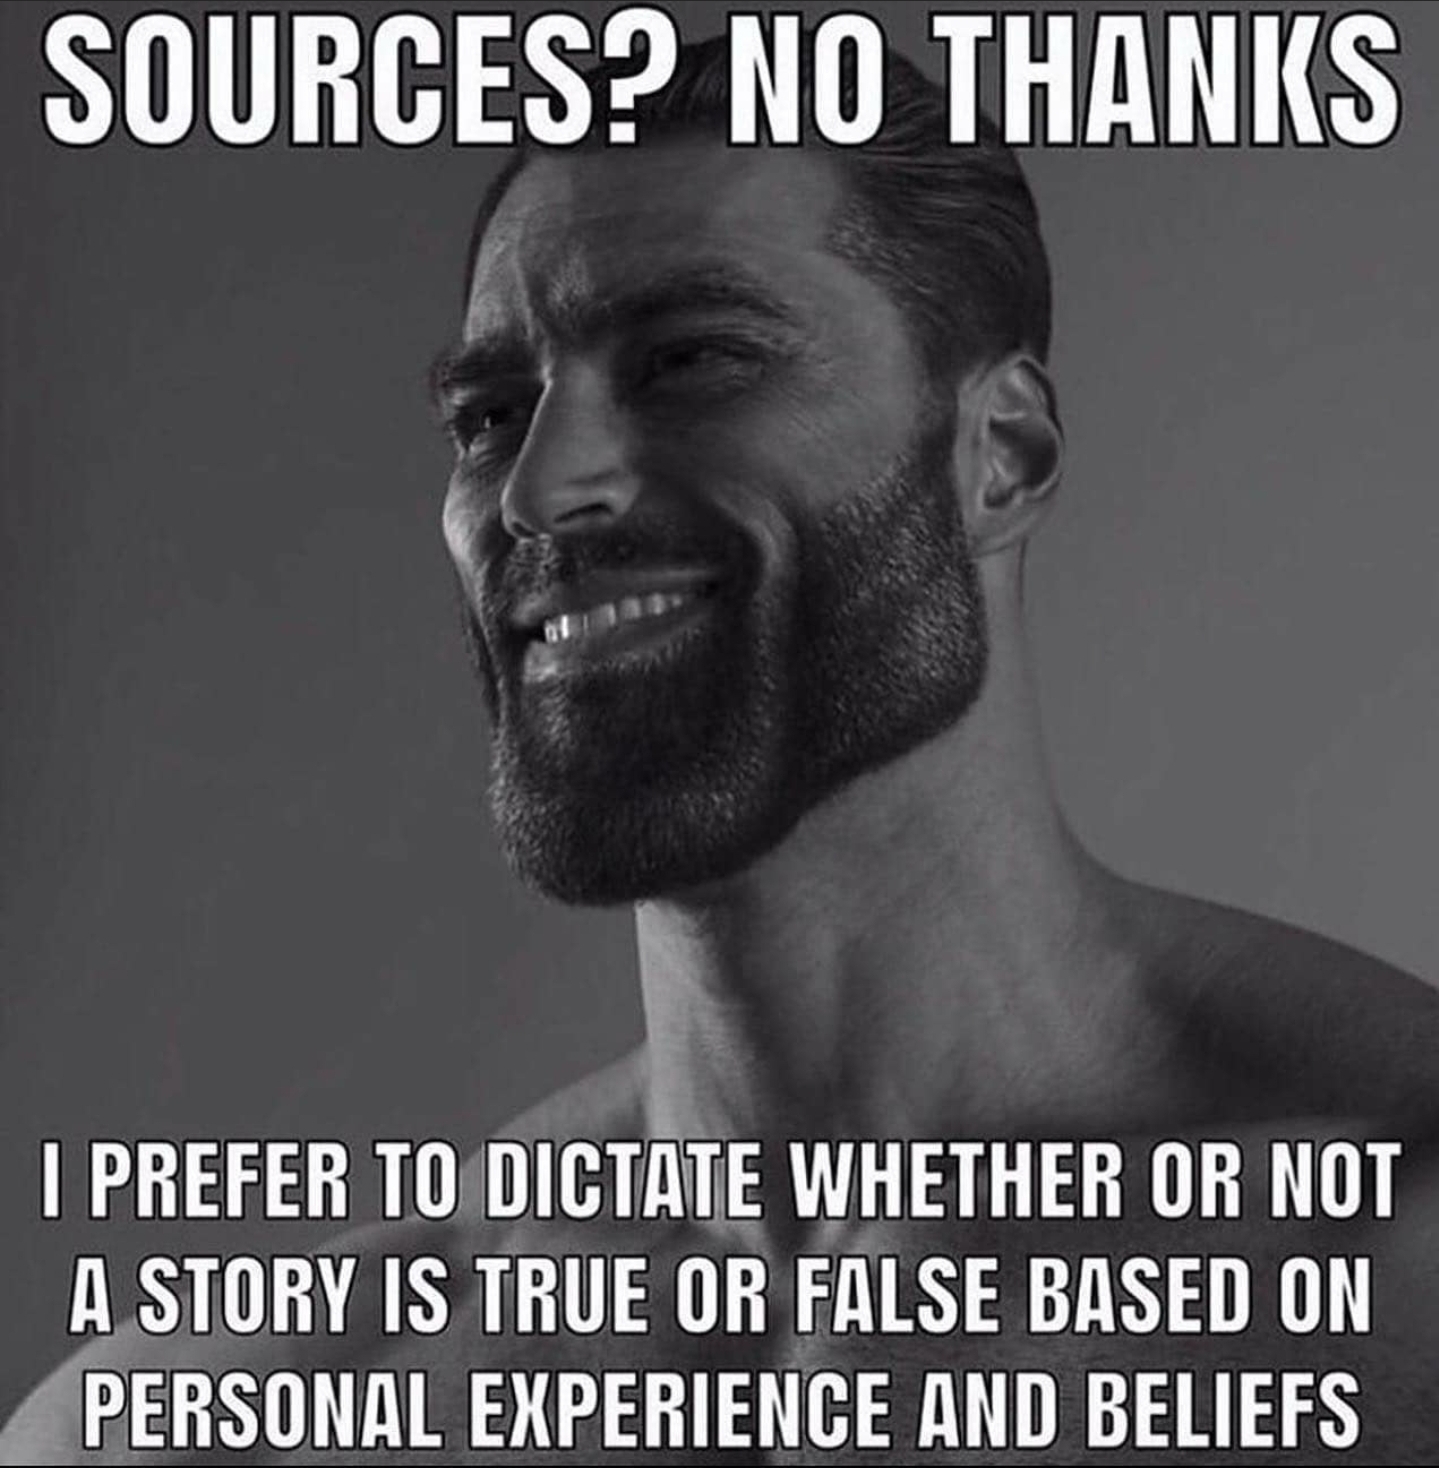 SOURCES? NO THANKS
I PREFER TO DICTATE WHETHER OR NOT
A STORY IS TRUE OR FALSE BASED ON
PERSONAL EXPERIENCE AND BELIEFS